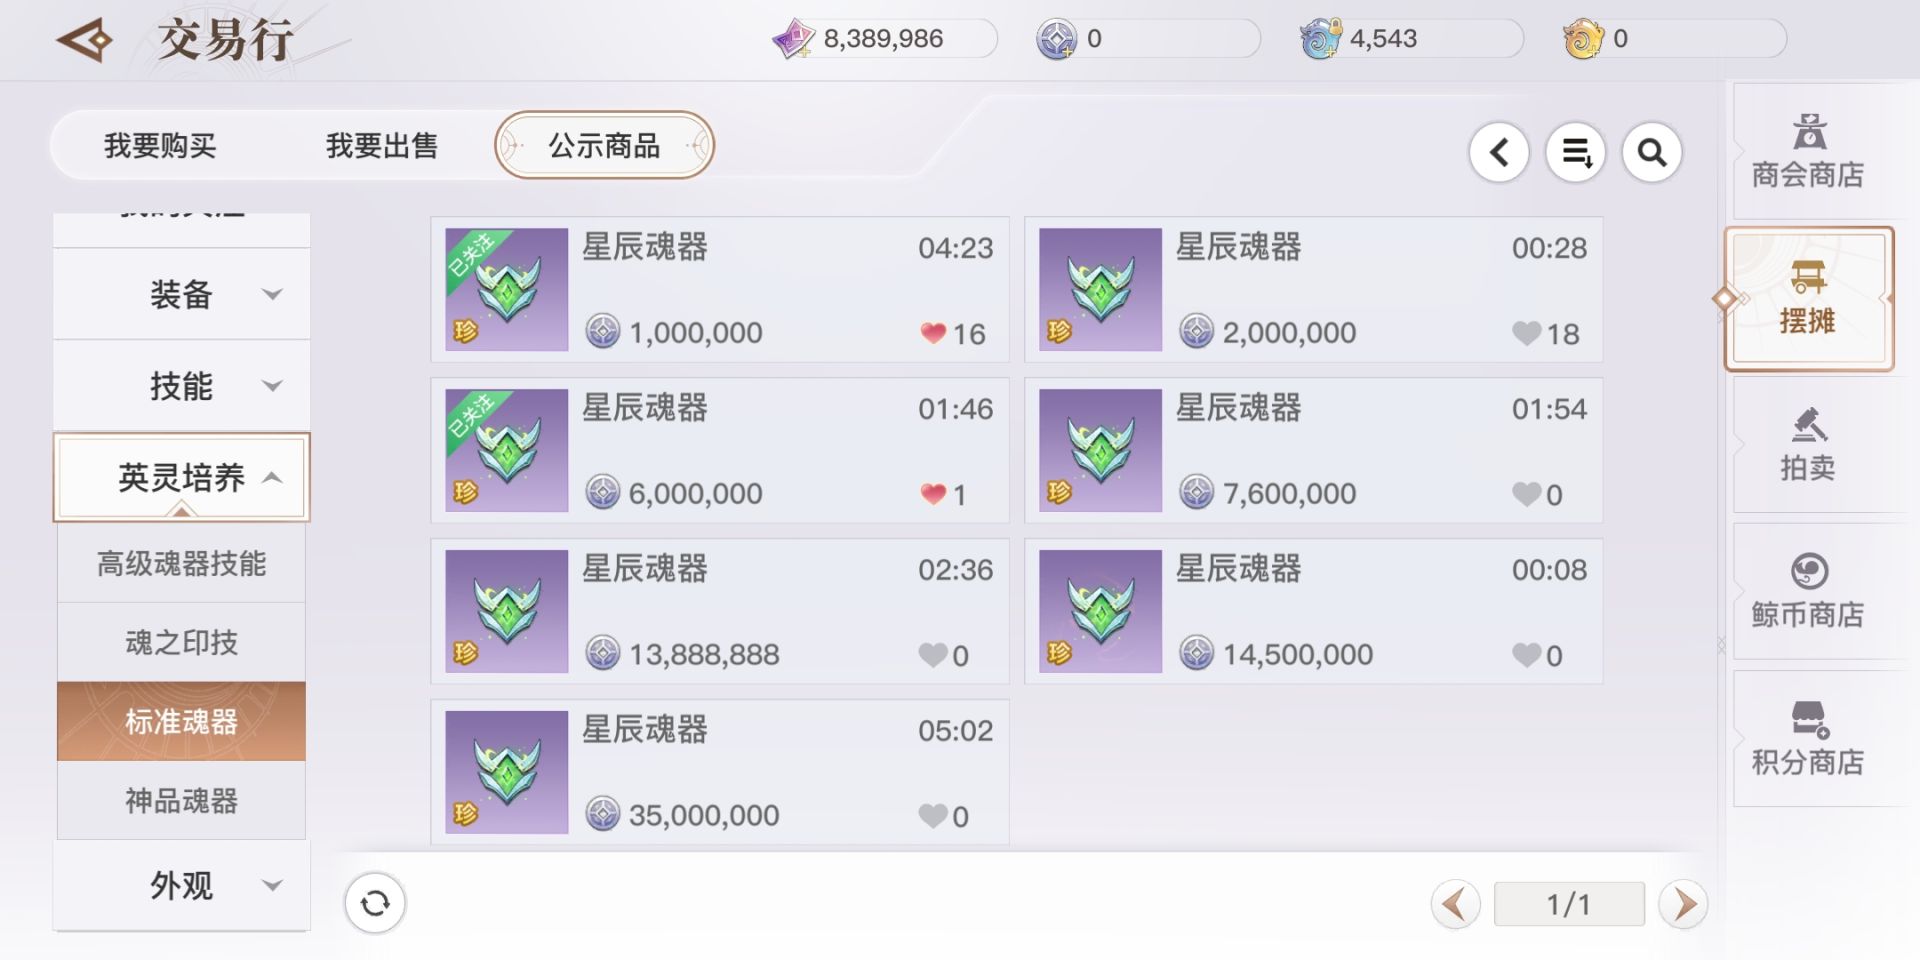 交易行
8,389,986
0
4,543
0
我要购买
我要出售
公示商品
装备
技能
英灵培养
高级魂器技能
魂之印技
标准魂器
神品魂器
外观
已关注
珍
星辰魂器
04:23
1,000,000
16
珍
星辰魂器
00:28
2,000,000
18
已关注
珍
星辰魂器
01:46
6,000,000
1
珍
星辰魂器
01:54
7,600,000
0
珍
星辰魂器
02:36
13,888,888
0
珍
星辰魂器
00:08
14,500,000
0
珍
星辰魂器
05:02
35,000,000
0
1/1
商会商店
摆摊
拍卖
鲸币商店
积分商店